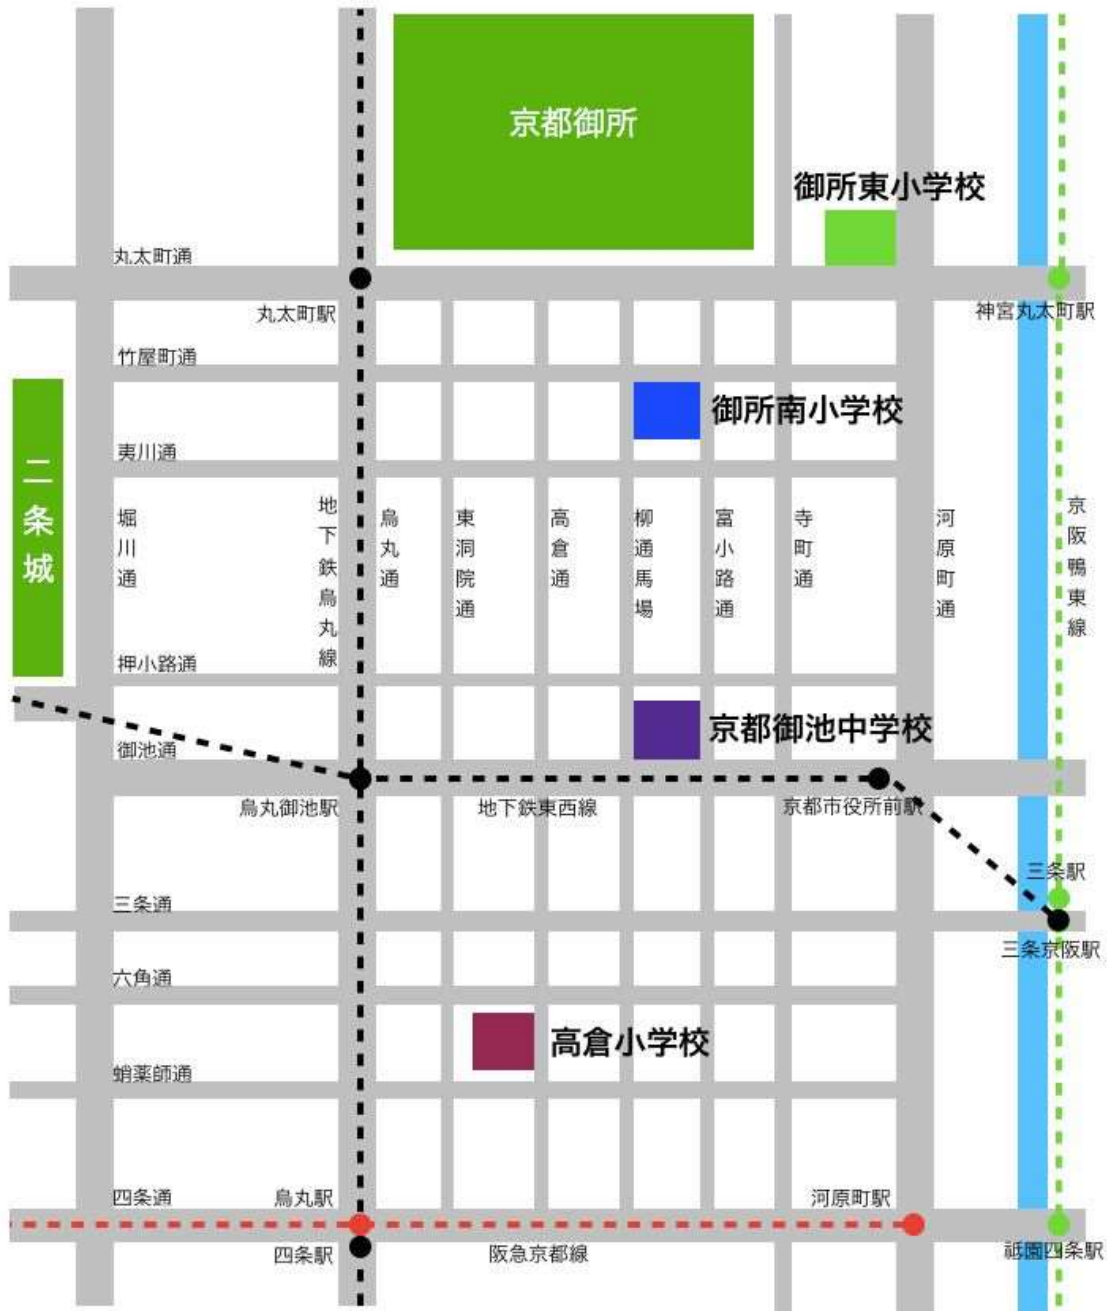 京都御所
御所東小学校
丸太町通
丸太町駅
神宮丸太町駅
竹屋町通
御所南小学校
夷川通
二条城
堀川通
地下鉄烏丸線
烏丸通
東洞院通
高倉通
柳通馬場
富小路通
寺町通
河原町通
京阪鴨東線
押小路通
京都御池中学校
御池通
烏丸御池駅
地下鉄東西線
京都市役所前駅
三条駅
三条通
三条京阪駅
六角通
高倉小学校
蛸薬師通
四条通
烏丸駅
河原町駅
四条駅
阪急京都線
祗園四条駅